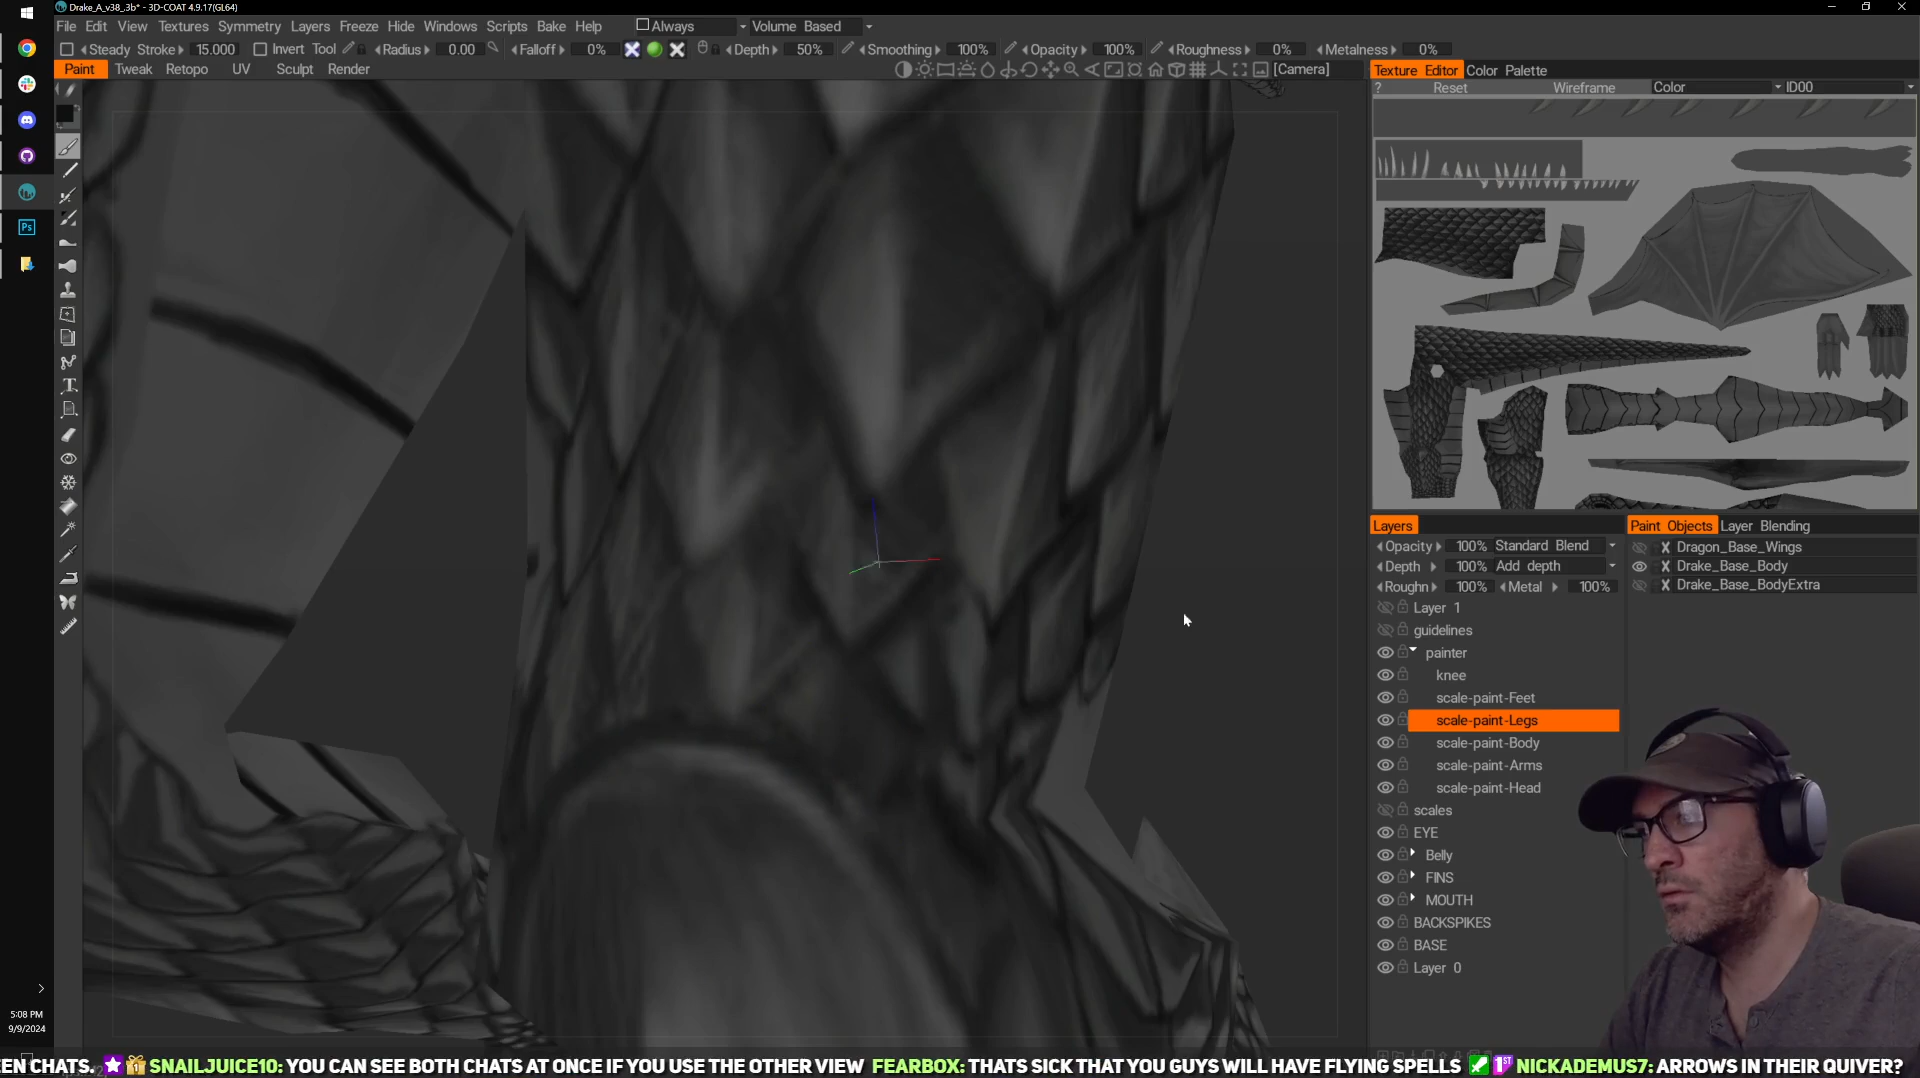 Drake_A_v38_.3b* - 3D-COAT 4.9.17(GL64)
File Edit View Textures Symmetry Layers Freeze Hide Windows Scripts Bake Help Always Volume Based
Steady Stroke 15.000 Invert Tool Radius 0.00 Falloff 0% Depth 50% Smoothing 100% Opacity 100% Roughness 0% Metalness 0%
Paint Tweak Retopo UV Sculpt Render [Camera]
Texture Editor Color Palette
? Reset Wireframe Color ID00
Layers
Paint Objects Layer Blending
Opacity 100% Standard Blend
Dragon_Base_Wings
Depth 100% Add depth
Drake_Base_Body
Roughn 100% Metal 100%
Drake_Base_BodyExtra
Layer 1
guidelines
painter
knee
scale-paint-Feet
scale-paint-Legs
scale-paint-Body
scale-paint-Arms
scale-paint-Head
scales
EYE
Belly
FINS
MOUTH
BACKSPIKES
BASE
Layer 0
Ps
5:08 PM
9/9/2024
EEN CHATS. SNAILJUICE10: YOU CAN SEE BOTH CHATS AT ONCE IF YOU USE THE OTHER VIEW FEARBOX: THATS SICK THAT YOU GUYS WILL HAVE FLYING SPELLS 1ST NICKADEMUS7: ARROWS IN THEIR QUIVER?